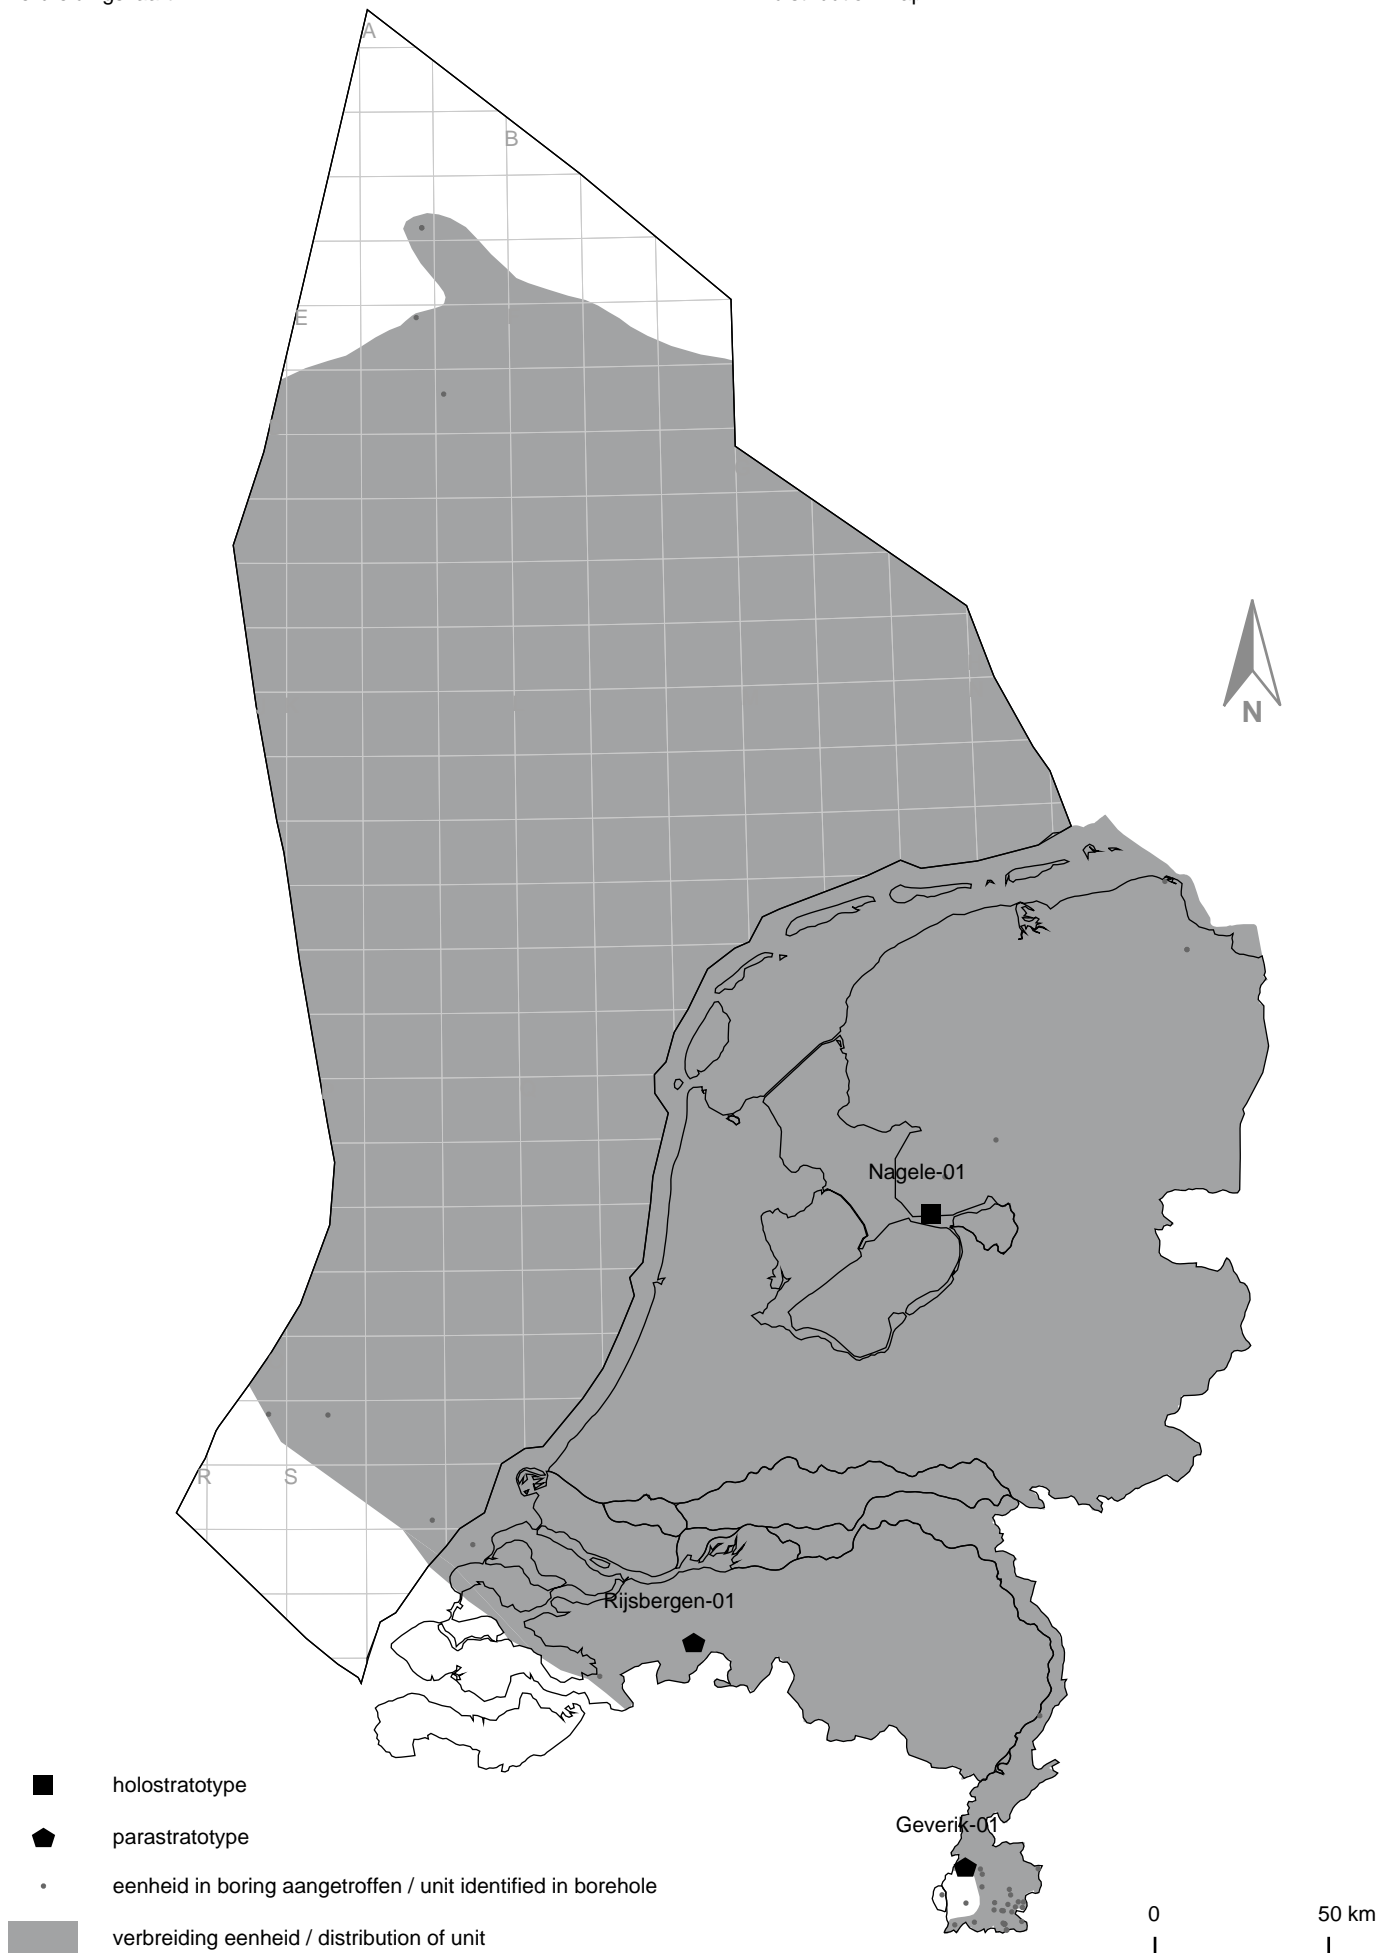 A
B
E
N
Nagele-01
R
S
Rijsbergen-01
Geverik-01
holostratotype
parastratotype
eenheid in boring aangetroffen / unit identified in borehole
verbreiding eenheid / distribution of unit
0 50 km